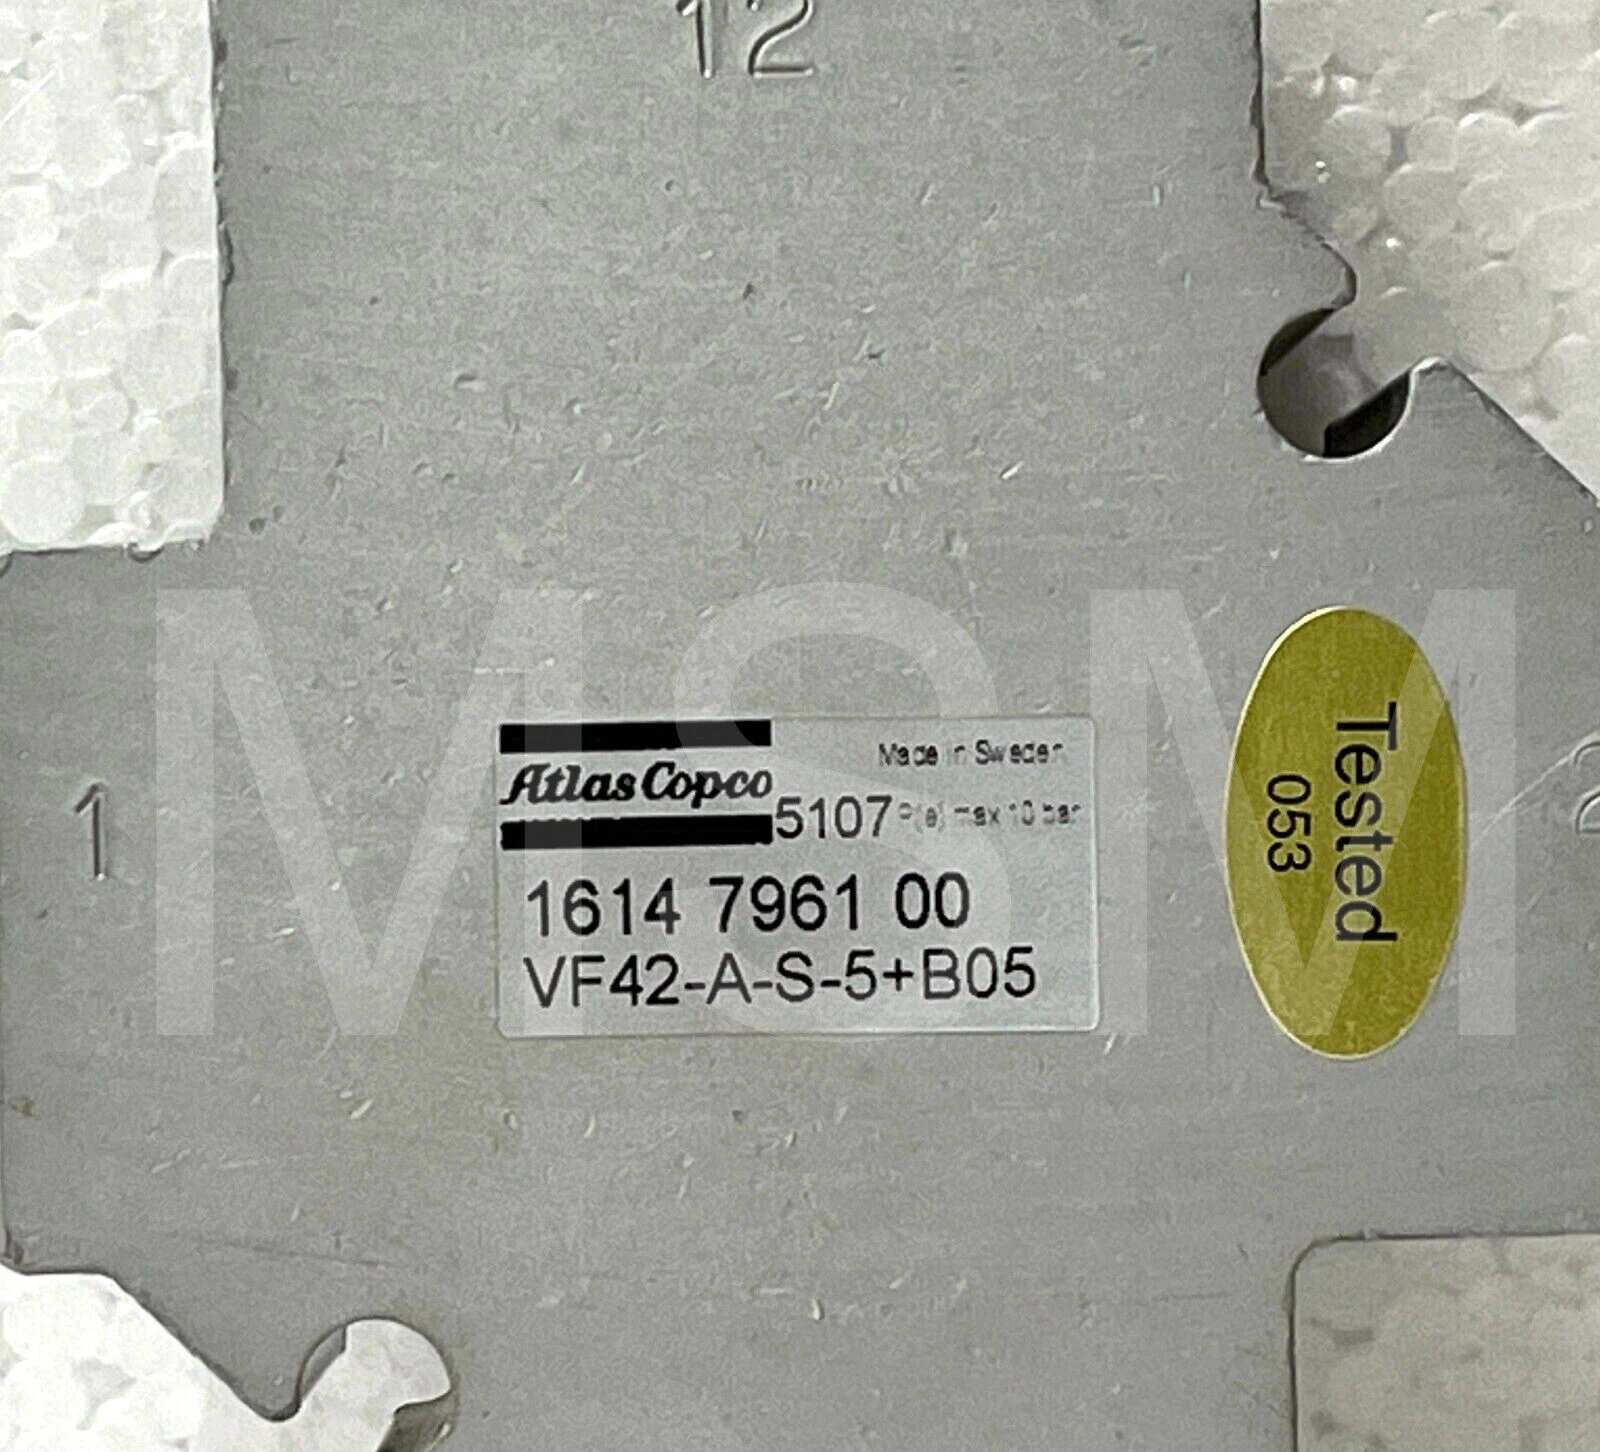 12
Made in Sweden
Atlas Copco
5107 P(e) max 10 bar
1614 7961 00
VF42-A-S-5+B05
Tested
053
1
2
MSM